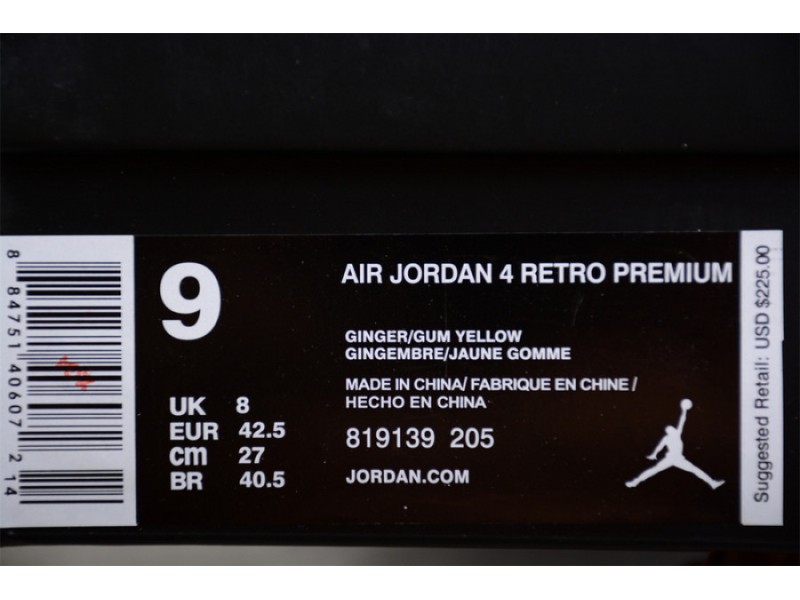 8 84751 40607 2 14
9
UK 8
EUR 42.5
cm 27
BR 40.5
AIR JORDAN 4 RETRO PREMIUM
GINGER/GUM YELLOW
GINGEMBRE/JAUNE GOMME
MADE IN CHINA/ FABRIQUE EN CHINE /
HECHO EN CHINA
819139 205
JORDAN.COM
Suggested Retail: USD $225.00